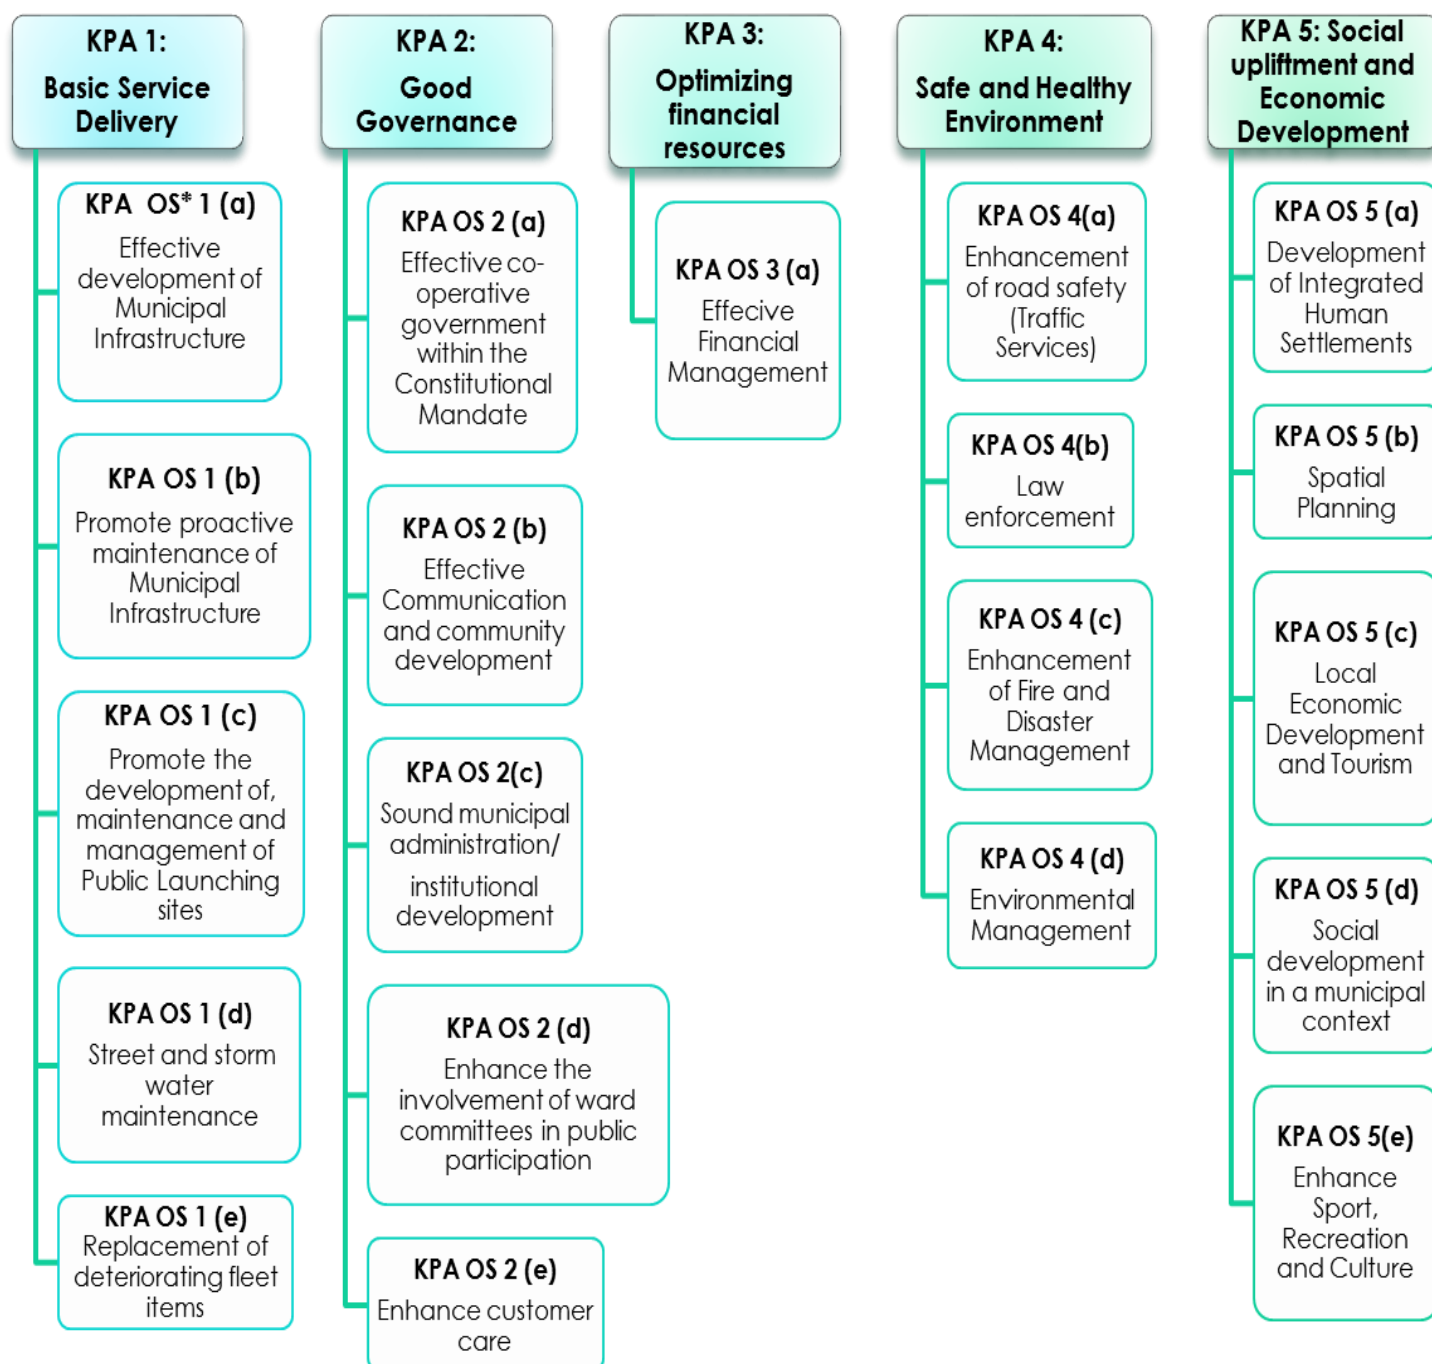 KPA 1:
Basic Service
Delivery
KPA  OS* 1 (a)
Effective
development of
Municipal
Infrastructure
KPA OS 1 (b)
Promote proactive
maintenance of
Municipal
Infrastructure
KPA OS 1 (c)
Promote the
development of,
maintenance and
management of
Public Launching
sites
KPA OS 1 (d)
Street and storm
water
maintenance
KPA OS 1 (e)
Replacement of
deteriorating fleet
items
KPA 2:
Good
Governance
KPA OS 2 (a)
Effective co-
operative
government
within the
Constitutional
Mandate
KPA OS 2 (b)
Effective
Communication
and community
development
KPA OS 2(c)
Sound municipal
administration/
institutional
development
KPA OS 2 (d)
Enhance the
involvement of ward
committees in public
participation
KPA OS 2 (e)
Enhance customer
care
KPA 3:
Optimizing
financial
resources
KPA OS 3 (a)
Effecive
Financial
Management
KPA 4:
Safe and Healthy
Environment
KPA OS 4(a)
Enhancement
of road safety
(Traffic
Services)
KPA OS 4(b)
Law
enforcement
KPA OS 4 (c)
Enhancement
of Fire and
Disaster
Management
KPA OS 4 (d)
Environmental
Management
KPA 5: Social
upliftment and
Economic
Development
KPA OS 5 (a)
Development
of Integrated
Human
Settlements
KPA OS 5 (b)
Spatial
Planning
KPA OS 5 (c)
Local
Economic
Development
and Tourism
KPA OS 5 (d)
Social
development
in a municipal
context
KPA OS 5(e)
Enhance
Sport,
Recreation
and Culture